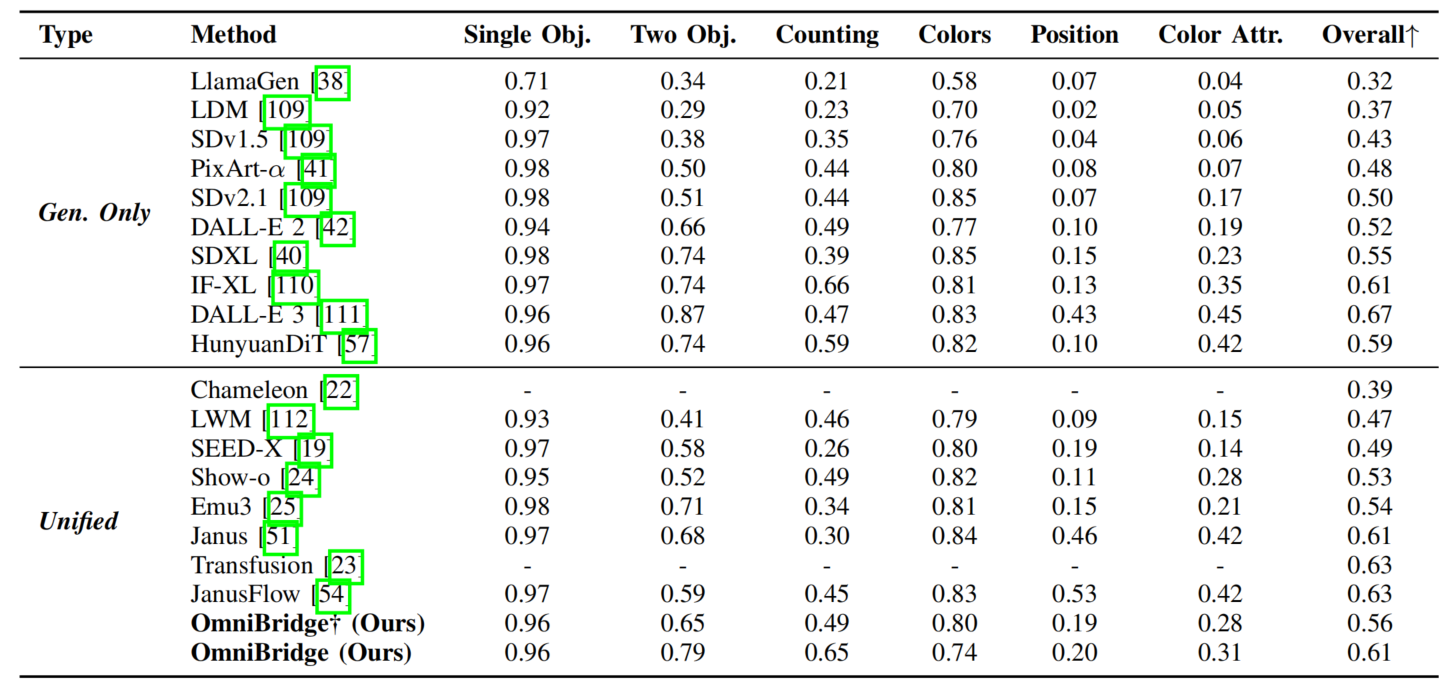 Type Method Single Obj. Two Obj. Counting Colors Position Color Attr. Overall↑
LlamaGen [38] 0.71 0.34 0.21 0.58 0.07 0.04 0.32
LDM [109] 0.92 0.29 0.23 0.70 0.02 0.05 0.37
SDv1.5 [109] 0.97 0.38 0.35 0.76 0.04 0.06 0.43
PixArt-α [41] 0.98 0.50 0.44 0.80 0.08 0.07 0.48
SDv2.1 [109] 0.98 0.51 0.44 0.85 0.07 0.17 0.50
Gen. Only DALL-E 2 [42] 0.94 0.66 0.49 0.77 0.10 0.19 0.52
SDXL [40] 0.98 0.74 0.39 0.85 0.15 0.23 0.55
IF-XL [110] 0.97 0.74 0.66 0.81 0.13 0.35 0.61
DALL-E 3 [111] 0.96 0.87 0.47 0.83 0.43 0.45 0.67
HunyuanDiT [57] 0.96 0.74 0.59 0.82 0.10 0.42 0.59
Chameleon [22] - - - - - - 0.39
LWM [112] 0.93 0.41 0.46 0.79 0.09 0.15 0.47
SEED-X [19] 0.97 0.58 0.26 0.80 0.19 0.14 0.49
Show-o [24] 0.95 0.52 0.49 0.82 0.11 0.28 0.53
Emu3 [25] 0.98 0.71 0.34 0.81 0.15 0.21 0.54
Unified Janus [51] 0.97 0.68 0.30 0.84 0.46 0.42 0.61
Transfusion [23] - - - - - - 0.63
JanusFlow [54] 0.97 0.59 0.45 0.83 0.53 0.42 0.63
OmniBridge† (Ours) 0.96 0.65 0.49 0.80 0.19 0.28 0.56
OmniBridge (Ours) 0.96 0.79 0.65 0.74 0.20 0.31 0.61